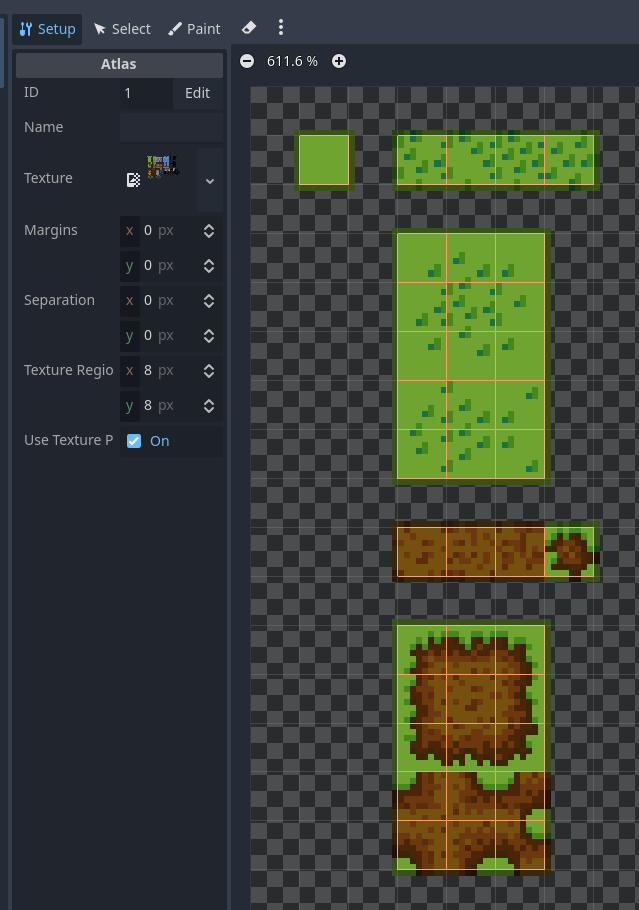 Setup Select Paint
611.6 %
Atlas
ID 1 Edit
Name
Texture
Margins x 0 px
y 0 px
Separation x 0 px
y 0 px
Texture Regio x 8 px
y 8 px
Use Texture P On